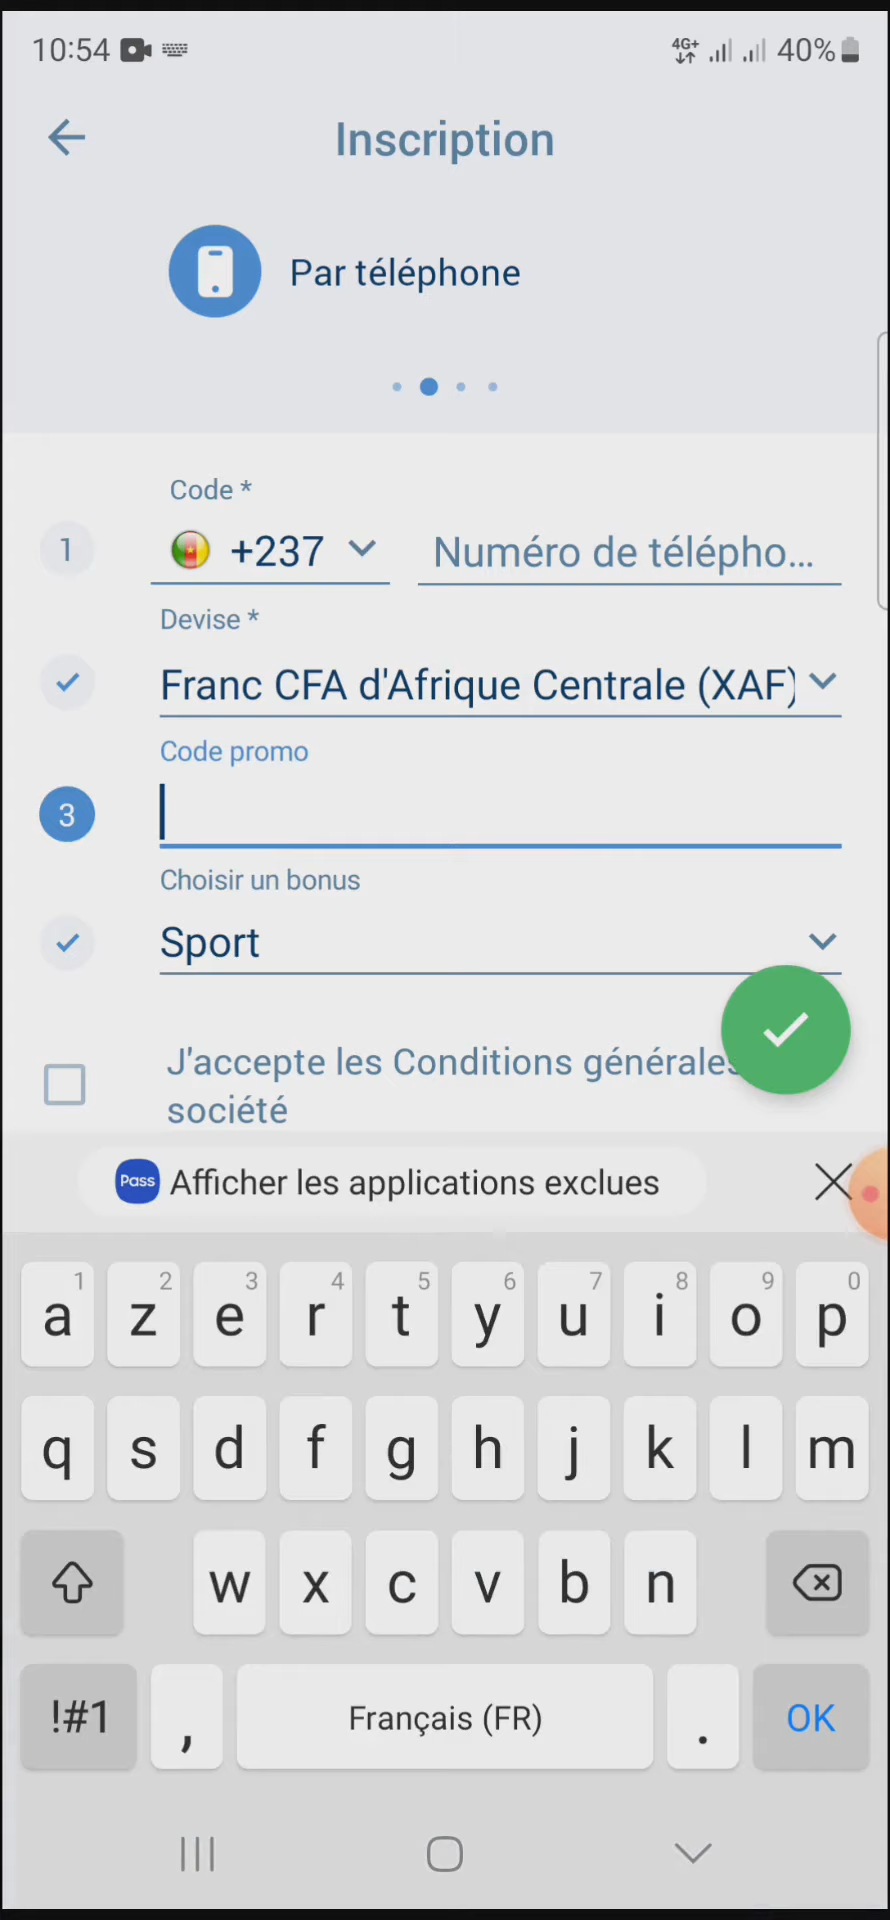 10:54 4G+ 40%
Inscription
Par téléphone
Code *
1 +237 Numéro de télépho...
Devise *
Franc CFA d'Afrique Centrale (XAF)
Code promo
3
Choisir un bonus
Sport
J'accepte les Conditions générales
société
Pass Afficher les applications exclues
1 2 3 4 5 6 7 8 9 0
a z e r t y u i o p
q s d f g h j k l m
w x c v b n
!#1 , Français (FR) . OK